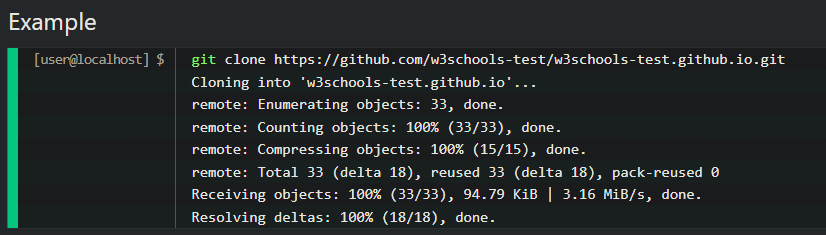 Example
[user@localhost] $ git clone https://github.com/w3schools-test/w3schools-test.github.io.git
Cloning into 'w3schools-test.github.io'...
remote: Enumerating objects: 33, done.
remote: Counting objects: 100% (33/33), done.
remote: Compressing objects: 100% (15/15), done.
remote: Total 33 (delta 18), reused 33 (delta 18), pack-reused 0
Receiving objects: 100% (33/33), 94.79 KiB | 3.16 MiB/s, done.
Resolving deltas: 100% (18/18), done.